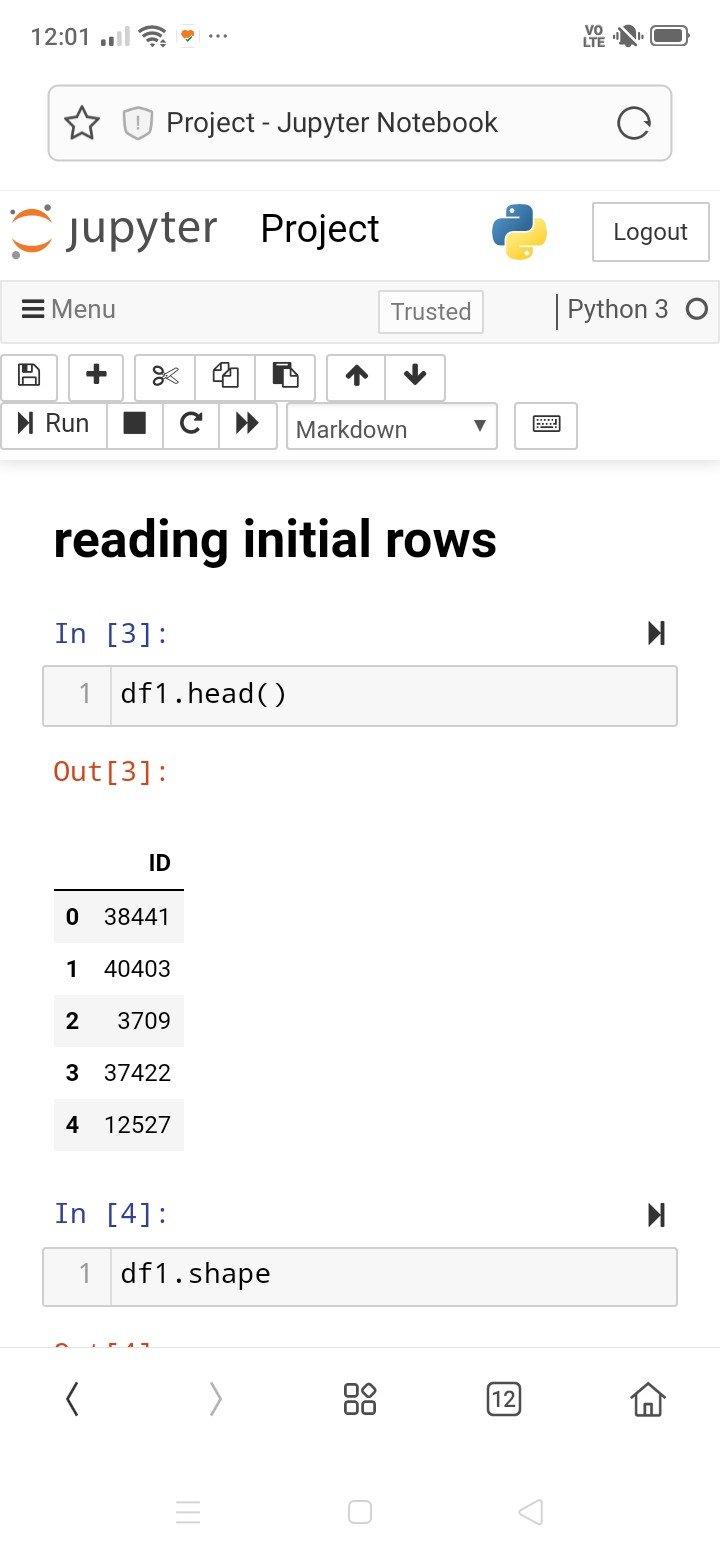 12:01 VO LTE
Project - Jupyter Notebook
jupyter Project Logout
Menu Trusted Python 3
Run Markdown
reading initial rows
In [3]:
1 df1.head()
Out[3]:
ID
0 38441
1 40403
2 3709
3 37422
4 12527
In [4]:
1 df1.shape
12